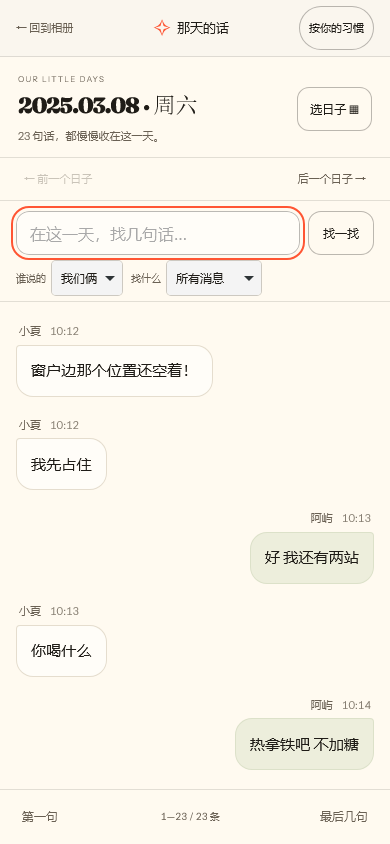 ← 回到相册
那天的话
按你的习惯
OUR LITTLE DAYS
2025.03.08 · 周六
选日子 ▦
23 句话，都慢慢收在这一天。
← 前一个日子
后一个日子 →
在这一天，找几句话…
找一找
谁说的 我们俩 找什么 所有消息
小夏 10:12
窗户边那个位置还空着！
小夏 10:12
我先占住
阿屿 10:13
好 我还有两站
小夏 10:13
你喝什么
阿屿 10:14
热拿铁吧 不加糖
第一句
1—23 / 23 条
最后几句